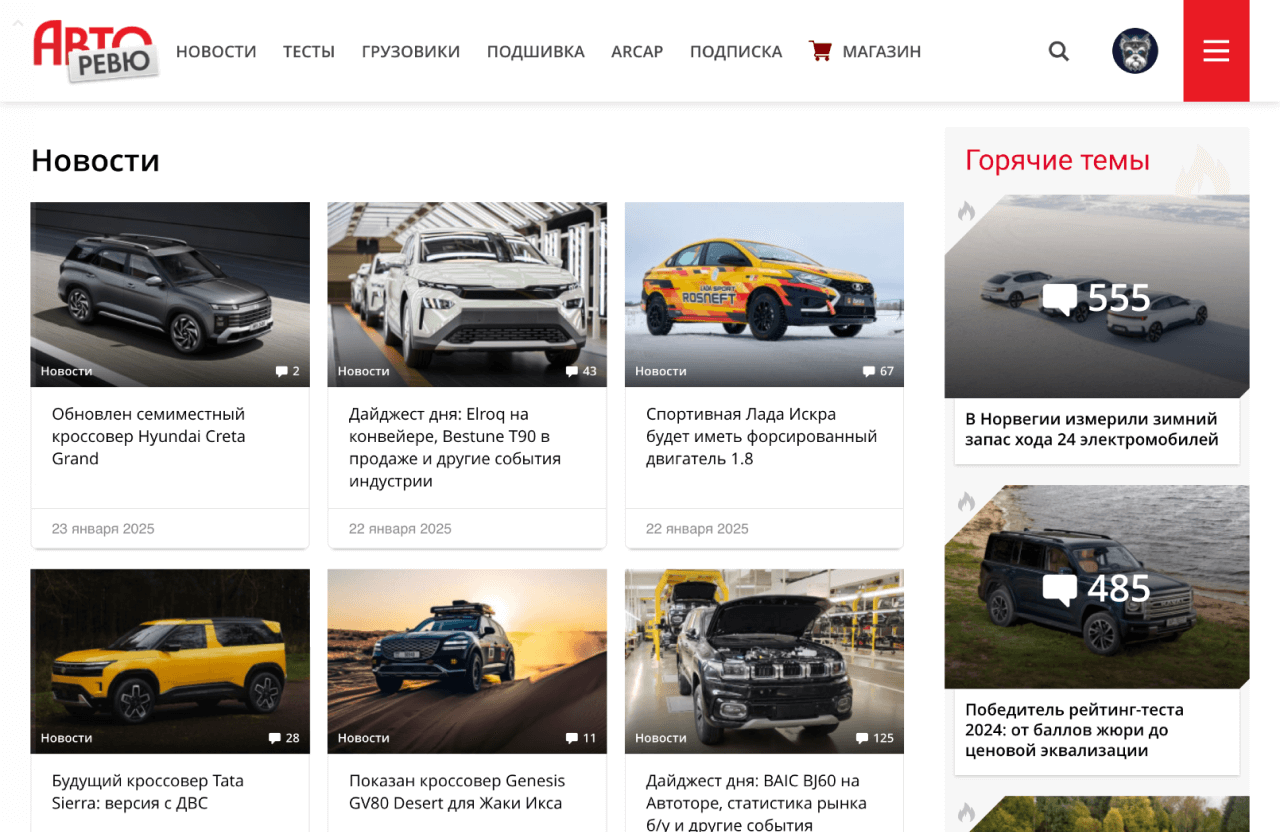 АВТО
РЕВЮ
НОВОСТИ
ТЕСТЫ
ГРУЗОВИКИ
ПОДШИВКА
ARCAP
ПОДПИСКА
МАГАЗИН
Новости
Новости 2
Обновлен семиместный
кроссовер Hyundai Creta
Grand
23 января 2025
Новости 43
Дайджест дня: Elroq на
конвейере, Bestune T90 в
продаже и другие события
индустрии
22 января 2025
LADA SPORT
ROSNEFT
Новости 67
Спортивная Лада Искра
будет иметь форсированный
двигатель 1.8
22 января 2025
Новости 28
Будущий кроссовер Tata
Sierra: версия с ДВС
Новости 11
Показан кроссовер Genesis
GV80 Desert для Жаки Икса
Новости 125
Дайджест дня: BAIC BJ60 на
Автоторе, статистика рынка
б/у и другие события
Горячие темы
555
В Норвегии измерили зимний
запас хода 24 электромобилей
485
Победитель рейтинг-теста
2024: от баллов жюри до
ценовой эквализации